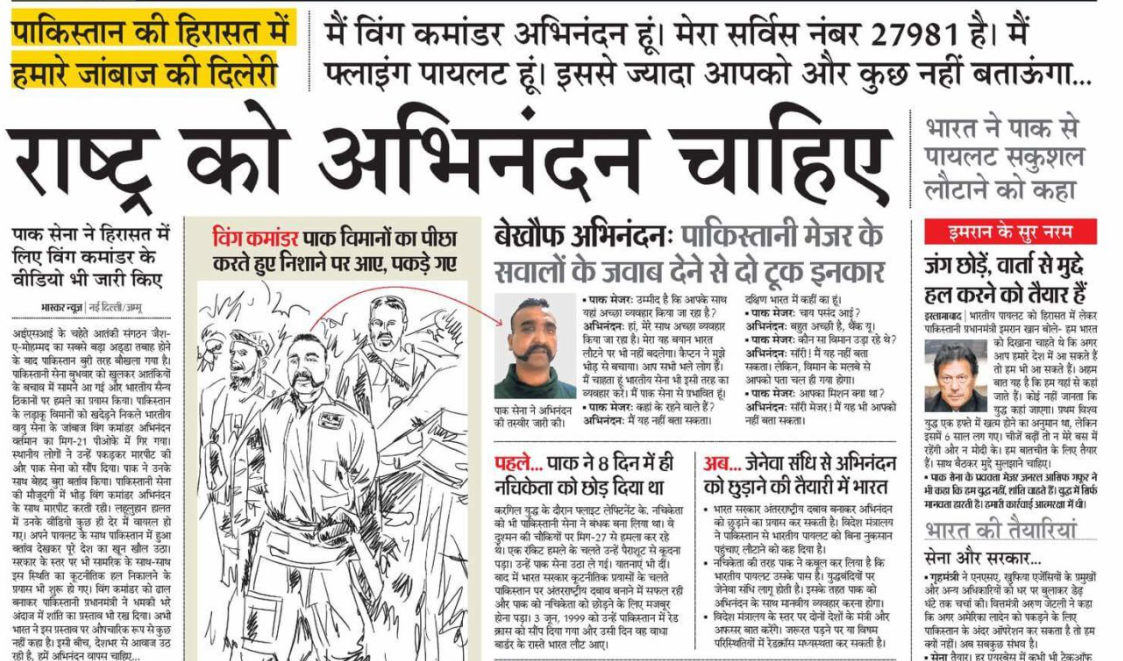 पाकिस्तान की हिरासत में
हमारे जांबाज की दिलेरी
मैं विंग कमांडर अभिनंदन हूं। मेरा सर्विस नंबर 27981 है। मैं
फ्लाइंग पायलट हूं। इससे ज्यादा आपको और कुछ नहीं बताऊंगा...
राष्ट्र को अभिनंदन चाहिए
भारत ने पाक से
पायलट सकुशल
लौटाने को कहा
पाक सेना ने हिरासत में
लिए विंग कमांडर के
वीडियो भी जारी किए
भास्कर न्यूज | नई दिल्ली/जम्मू
आईएसआई के चहेते आतंकी संगठन जैश-
ए-मोहम्मद का सबसे बड़ा अड्डा तबाह होने
के बाद पाकिस्तान बुरी तरह बौखला गया है।
पाकिस्तानी सेना बुधवार को खुलकर आतंकियों
के बचाव में सामने आ गई और भारतीय सैन्य
ठिकानों पर हमले का प्रयास किया। पाकिस्तान
के लड़ाकू विमानों को खदेड़ने निकले भारतीय
वायु सेना के जांबाज विंग कमांडर अभिनंदन
वर्तमान का मिग-21 पीओके में गिर गया।
स्थानीय लोगों ने उन्हें पकड़कर मारपीट की
और पाक सेना को सौंप दिया। पाक ने उनके
साथ बेहद बुरा बर्ताव किया। पाकिस्तानी सेना
की मौजूदगी में भीड़ विंग कमांडर अभिनंदन
के साथ मारपीट करती रही। लहूलुहान हालत
में उनके वीडियो कुछ ही देर में वायरल हो
गए। अपने पायलट के साथ पाकिस्तान में हुआ
बर्ताव देखकर पूरे देश का खून खौल उठा।
सरकार के स्तर पर भी सामरिक के साथ-साथ
इस स्थिति का कूटनीतिक हल निकालने के
प्रयास भी शुरू हो गए। विंग कमांडर को ढाल
बनाकर पाकिस्तानी प्रधानमंत्री ने धमकी भरे
अंदाज में शांति का प्रस्ताव भी रख दिया। अभी
भारत ने इस प्रस्ताव पर औपचारिक रूप से कुछ
नहीं कहा है। इसी बीच, देशभर से आवाज उठ
रही है, हमें अभिनंदन वापस चाहिए...
विंग कमांडर पाक विमानों का पीछा
करते हुए निशाने पर आए, पकड़े गए
बेखौफ अभिनंदनः पाकिस्तानी मेजर के
सवालों के जवाब देने से दो टूक इनकार
पाक सेना ने अभिनंदन
की तस्वीर जारी की।
▪ पाक मेजर: उम्मीद है कि आपके साथ
यहां अच्छा व्यवहार किया जा रहा है?
अभिनंदन: हां, मेरे साथ अच्छा व्यवहार
किया जा रहा है। मेरा यह बयान भारत
लौटने पर भी नहीं बदलेगा। कैप्टन ने मुझे
भीड़ से बचाया। आप सभी भले लोग हैं।
मैं चाहता हूं भारतीय सेना भी इसी तरह का
व्यवहार करे। मैं पाक सेना से प्रभावित हूं।
▪ पाक मेजर: कहां के रहने वाले हैं?
अभिनंदन: मैं यह नहीं बता सकता।
दक्षिण भारत में कहीं का हूं।
▪ पाक मेजर: चाय पसंद आई?
अभिनंदन: बहुत अच्छी है, थैंक यू।
▪ पाक मेजर: कौन सा विमान उड़ा रहे थे?
अभिनंदन: सॉरी! मैं यह नहीं बता
सकता। लेकिन, विमान के मलबे से
आपको पता चल ही गया होगा।
▪ पाक मेजर: आपका मिशन क्या था?
अभिनंदन: सॉरी मेजर! मैं यह भी आपको
नहीं बता सकता।
पहले... पाक ने 8 दिन में ही
नचिकेता को छोड़ दिया था
करगिल युद्ध के दौरान फ्लाइट लेफ्टिनेंट के. नचिकेता
को भी पाकिस्तानी सेना ने बंधक बना लिया था। वे
दुश्मन की चौकियों पर मिग-27 से हमला कर रहे
थे। एक रॉकेट हमले के चलते उन्हें पैराशूट से कूदना
पड़ा। उन्हें पाक सेना उठा ले गई। यातनाएं भी दीं।
बाद में भारत सरकार कूटनीतिक प्रयासों के चलते
पाकिस्तान पर अंतरराष्ट्रीय दबाव बनाने में सफल रही
और पाक को नचिकेता को छोड़ने के लिए मजबूर
होना पड़ा। 3 जून, 1999 को उन्हें पाकिस्तान में रेड
क्रास को सौंप दिया गया और उसी दिन वह वाघा
बार्डर के रास्ते भारत लौट आए।
अब... जेनेवा संधि से अभिनंदन
को छुड़ाने की तैयारी में भारत
▪ भारत सरकार अंतरराष्ट्रीय दवाब बनाकर अभिनंदन
को छुड़ाने का प्रयास कर सकती है। विदेश मंत्रालय
ने पाकिस्तान से भारतीय पायलट को बिना नुकसान
पहुंचाए लौटाने को कह दिया है।
▪ नचिकेता की तरह पाक ने कबूल कर लिया है कि
भारतीय पायलट उसके पास है। युद्धबंदियों पर
जेनेवा संधि लागू होती है। इसके तहत पाक को
अभिनंदन के साथ मानवीय व्यवहार करना होगा।
▪ विदेश मंत्रालय के स्तर पर दोनों देशों के मंत्री और
अफसर बात करेंगे। जरूरत पड़ने पर या विषम
परिस्थितियों में रेडक्रॉस मध्यस्थता कर सकती है।
इमरान के सुर नरम
जंग छोड़ें, वार्ता से मुद्दे
हल करने को तैयार हैं
इस्लामाबाद | भारतीय पायलट को हिरासत में लेकर
पाकिस्तानी प्रधानमंत्री इमरान खान बोले- हम भारत
को दिखाना चाहते थे कि अगर
आप हमारे देश में आ सकते हैं
तो हम भी आ सकते हैं। अहम
बात यह है कि हम यहां से कहां
जाते हैं। कोई नहीं जानता कि
युद्ध कहां जाएगा। प्रथम विश्व
युद्ध एक हफ्ते में खत्म होने का अनुमान था, लेकिन
इसमें 6 साल लग गए। चीजें बढ़ीं तो न मेरे बस में
रहेंगी और न मोदी के। हम बातचीत के लिए तैयार
हैं। साथ बैठकर मुद्दे सुलझाने चाहिए।
▪ पाक सेना के प्रवक्ता मेजर जनरल आसिफ गफूर ने
भी कहा कि हम युद्ध नहीं, शांति चाहते हैं। युद्ध में सिर्फ
मानवता हारती है। हमारी कार्रवाई आत्मरक्षा में थी।
भारत की तैयारियां
सेना और सरकार...
▪ गृहमंत्री ने एनएसए, खुफिया एजेंसियों के प्रमुखों
और अन्य अधिकारियों को घर पर बुलाकर डेढ़
घंटे तक चर्चा की। वित्तमंत्री अरुण जेटली ने कहा
कि अगर अमेरिका लादेन को पकड़ने के लिए
पाकिस्तान के अंदर ऑपरेशन कर सकता है तो हम
क्यों नहीं। अब सबकुछ संभव है।
▪ सेना तैयार। हर एयरबेस में कभी भी टेकऑफ